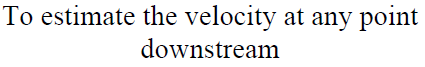 To estimate the velocity at any point
downstream